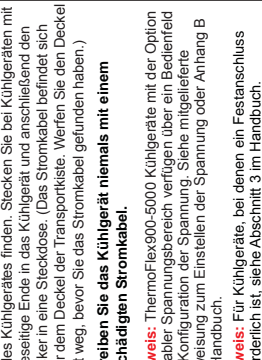 des Kühlgerätes finden. Stecken Sie bei Kühlgeräten mit
seitige Ende in das Kühlgerät und anschließend den
ker in eine Steckdose. (Das Stromkabel befindet sich
r dem Deckel der Transportkiste. Werfen Sie den Deckel
t weg, bevor Sie das Stromkabel gefunden haben.)
reiben Sie das Kühlgerät niemals mit einem
chädigten Stromkabel.
weis: ThermoFlex900-5000 Kühlgeräte mit der Option
abler Spannungsbereich verfügen über ein Bedienfeld
Konfiguration der Spannung. Siehe mitgelieferte
eisung zum Einstellen der Spannung oder Anhang B
Handbuch.
weis: Für Kühlgeräte, bei denen ein Festanschluss
derlich ist, siehe Abschnitt 3 im Handbuch.